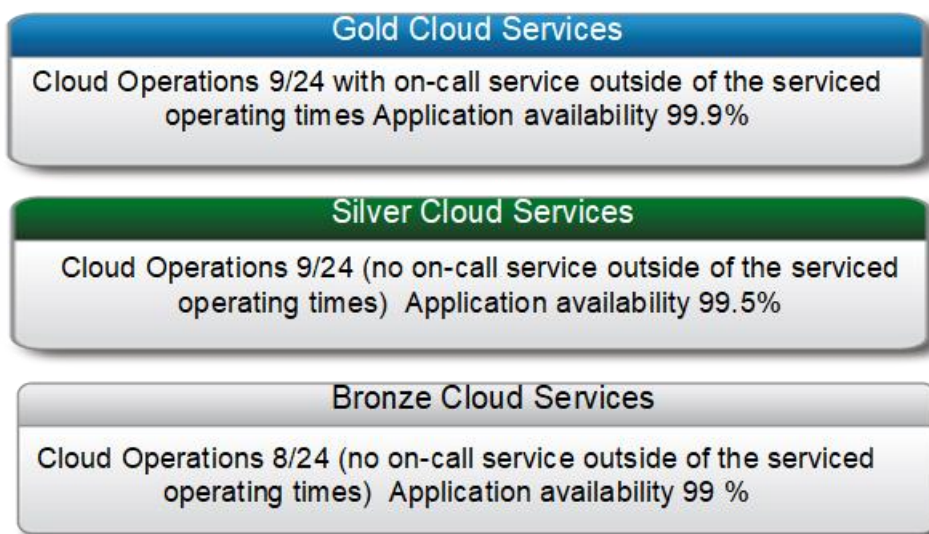 Gold Cloud Services
Cloud Operations 9/24 with on-call service outside of the serviced
operating times Application availability 99.9%
Silver Cloud Services
Cloud Operations 9/24 (no on-call service outside of the serviced
operating times)  Application availability 99.5%
Bronze Cloud Services
Cloud Operations 8/24 (no on-call service outside of the serviced
operating times)  Application availability 99 %